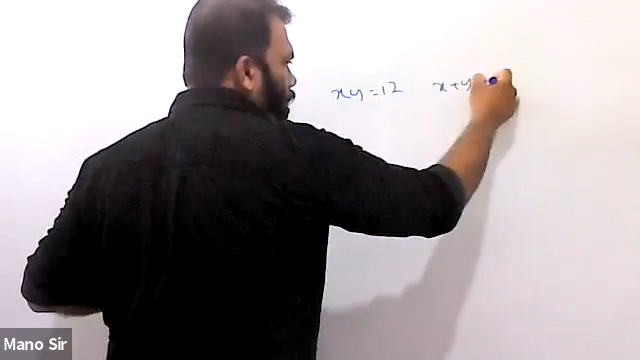 xy = 12 x + y
Mano Sir